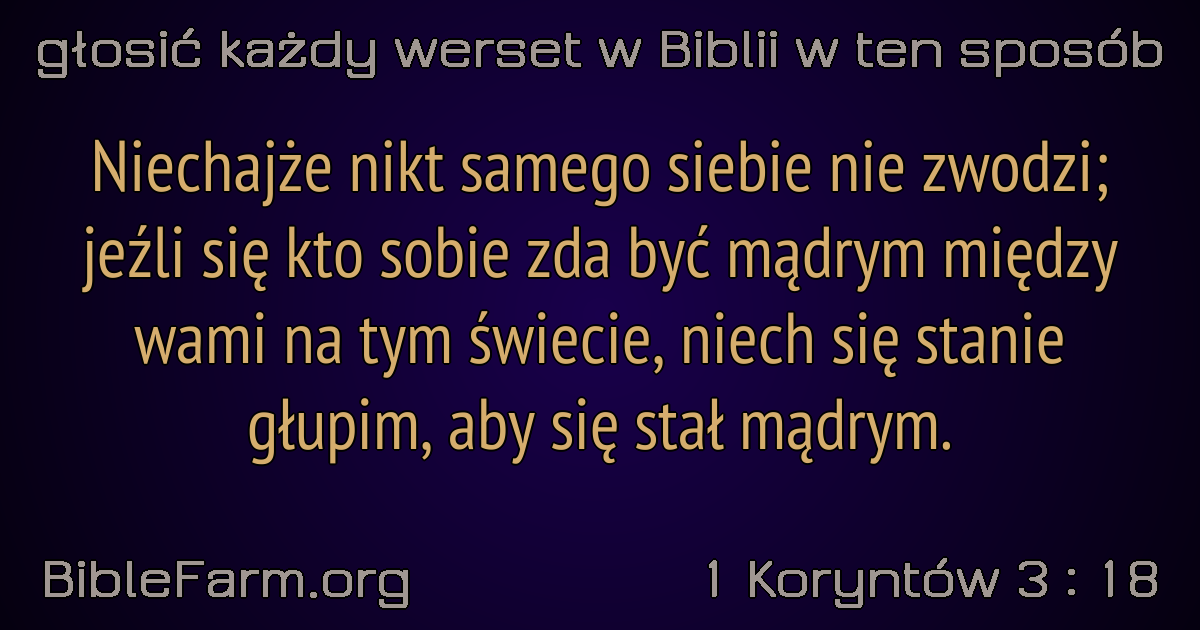 głosić każdy werset w Biblii w ten sposób
Niechajże nikt samego siebie nie zwodzi;
jeźli się kto sobie zda być mądrym między
wami na tym świecie, niech się stanie
głupim, aby się stał mądrym.
BibleFarm.org
1 Koryntów 3 : 18